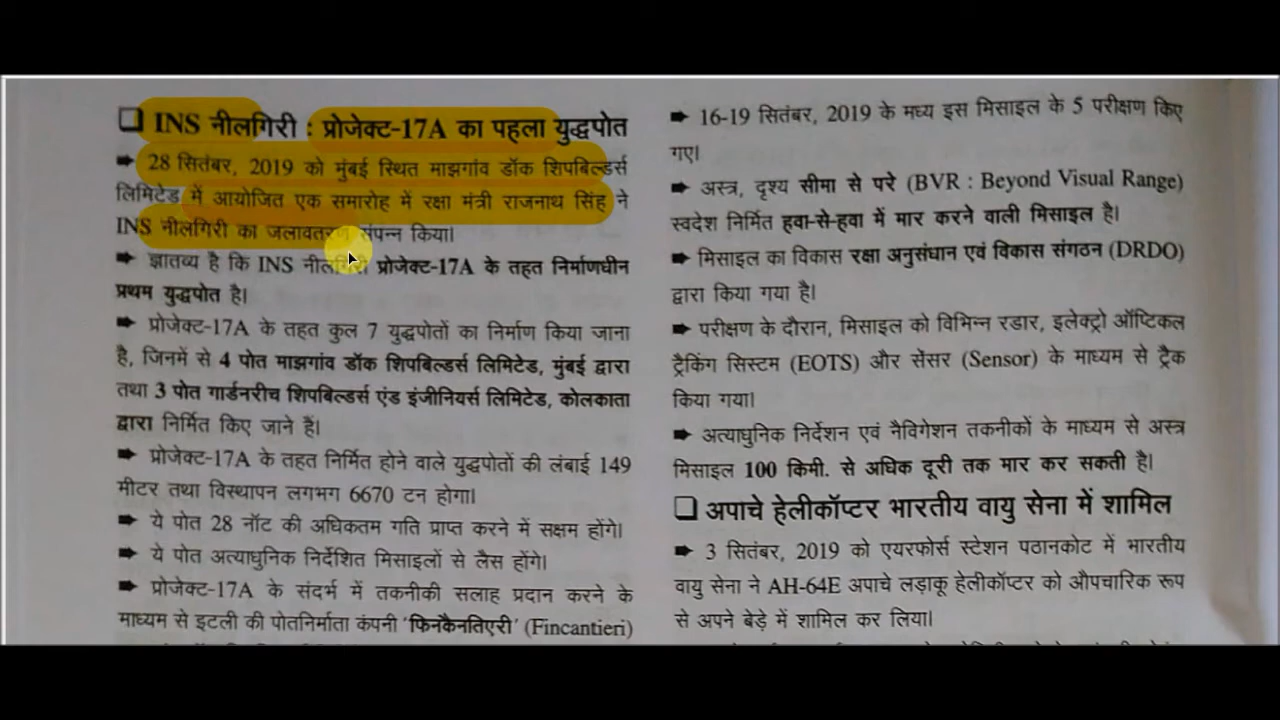 ❑ INS नीलगिरी : प्रोजेक्ट-17A का पहला युद्धपोत
➡ 28 सितंबर, 2019 को मुंबई स्थित माझगांव डॉक शिपबिल्डर्स
लिमिटेड में आयोजित एक समारोह में रक्षा मंत्री राजनाथ सिंह ने
INS नीलगिरी का जलावतरण संपन्न किया।
➡ ज्ञातव्य है कि INS नीलगिरी प्रोजेक्ट-17A के तहत निर्माणधीन
प्रथम युद्धपोत है।
➡ प्रोजेक्ट-17A के तहत कुल 7 युद्धपोतों का निर्माण किया जाना
है, जिनमें से 4 पोत माझगांव डॉक शिपबिल्डर्स लिमिटेड, मुंबई द्वारा
तथा 3 पोत गार्डनरीच शिपबिल्डर्स एंड इंजीनियर्स लिमिटेड, कोलकाता
द्वारा निर्मित किए जाने हैं।
➡ प्रोजेक्ट-17A के तहत निर्मित होने वाले युद्धपोतों की लंबाई 149
मीटर तथा विस्थापन लगभग 6670 टन होगा।
➡ ये पोत 28 नॉट की अधिकतम गति प्राप्त करने में सक्षम होंगे।
➡ ये पोत अत्याधुनिक निर्देशित मिसाइलों से लैस होंगे।
➡ प्रोजेक्ट-17A के संदर्भ में तकनीकी सलाह प्रदान करने के
माध्यम से इटली की पोतनिर्माता कंपनी 'फिनकैनतिएरी' (Fincantieri)
➡ 16-19 सितंबर, 2019 के मध्य इस मिसाइल के 5 परीक्षण किए
गए।
➡ अस्त्र, दृश्य सीमा से परे (BVR : Beyond Visual Range)
स्वदेश निर्मित हवा-से-हवा में मार करने वाली मिसाइल है।
➡ मिसाइल का विकास रक्षा अनुसंधान एवं विकास संगठन (DRDO)
द्वारा किया गया है।
➡ परीक्षण के दौरान, मिसाइल को विभिन्न रडार, इलेक्ट्रो ऑप्टिकल
ट्रैकिंग सिस्टम (EOTS) और सेंसर (Sensor) के माध्यम से ट्रैक
किया गया।
➡ अत्याधुनिक निर्देशन एवं नैविगेशन तकनीकों के माध्यम से अस्त्र
मिसाइल 100 किमी. से अधिक दूरी तक मार कर सकती है।
❑ अपाचे हेलीकॉप्टर भारतीय वायु सेना में शामिल
➡ 3 सितंबर, 2019 को एयरफोर्स स्टेशन पठानकोट में भारतीय
वायु सेना ने AH-64E अपाचे लड़ाकू हेलीकॉप्टर को औपचारिक रूप
से अपने बेड़े में शामिल कर लिया।